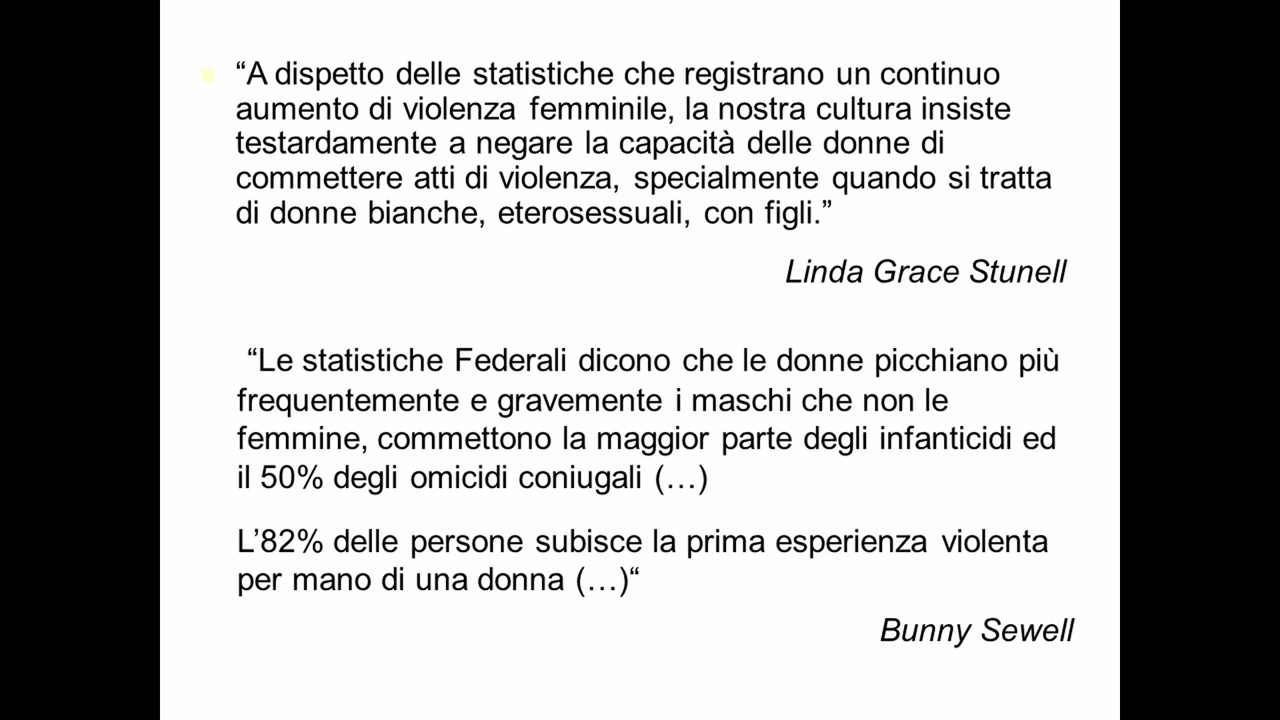 “A dispetto delle statistiche che registrano un continuo
aumento di violenza femminile, la nostra cultura insiste
testardamente a negare la capacità delle donne di
commettere atti di violenza, specialmente quando si tratta
di donne bianche, eterosessuali, con figli.”
Linda Grace Stunell
“Le statistiche Federali dicono che le donne picchiano più
frequentemente e gravemente i maschi che non le
femmine, commettono la maggior parte degli infanticidi ed
il 50% degli omicidi coniugali (…)
L’82% delle persone subisce la prima esperienza violenta
per mano di una donna (…)“
Bunny Sewell